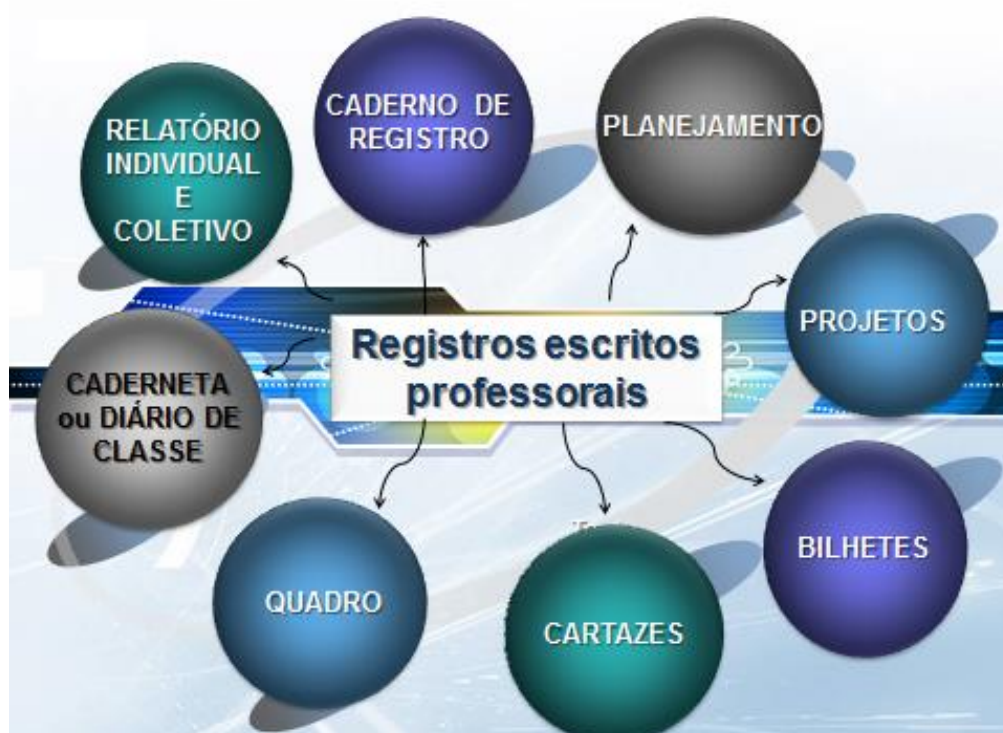 RELATÓRIO
INDIVIDUAL
E
COLETIVO
CADERNO DE
REGISTRO
PLANEJAMENTO
PROJETOS
Registros escritos
professorais
CADERNETA
ou DIÁRIO DE
CLASSE
QUADRO
CARTAZES
BILHETES